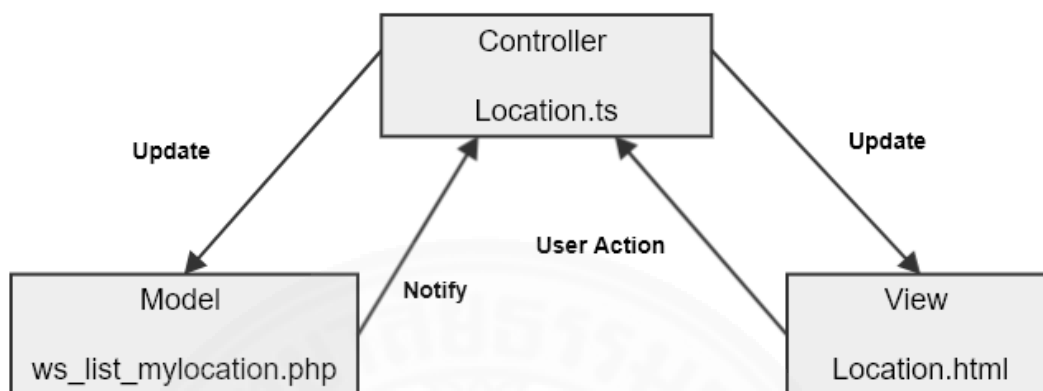 Controller
Location.ts
Update
Update
User Action
Notify
Model
ws_list_mylocation.php
View
Location.html